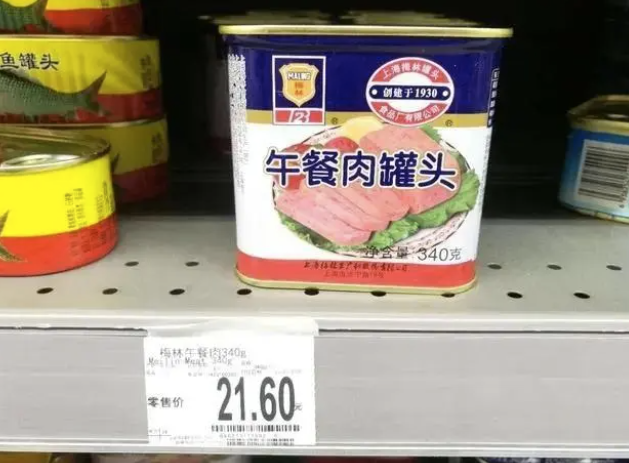 鱼罐头
MALING
梅林
上海梅林罐头
创建于1930
食品厂有限公司
午餐肉罐头
净含量 340克
梅林午餐肉340g
零售价
21.60
元